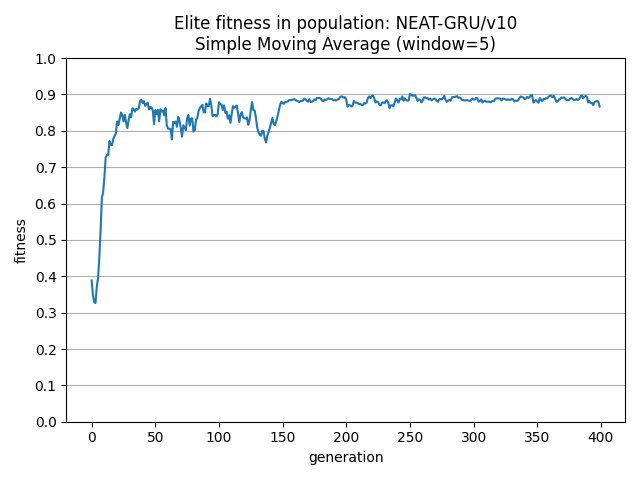 Elite fitness in population: NEAT-GRU/v10
Simple Moving Average (window=5)
fitness
1.0
0.9
0.8
0.7
0.6
0.5
0.4
0.3
0.2
0.1
0.0
0 50 100 150 200 250 300 350 400
generation